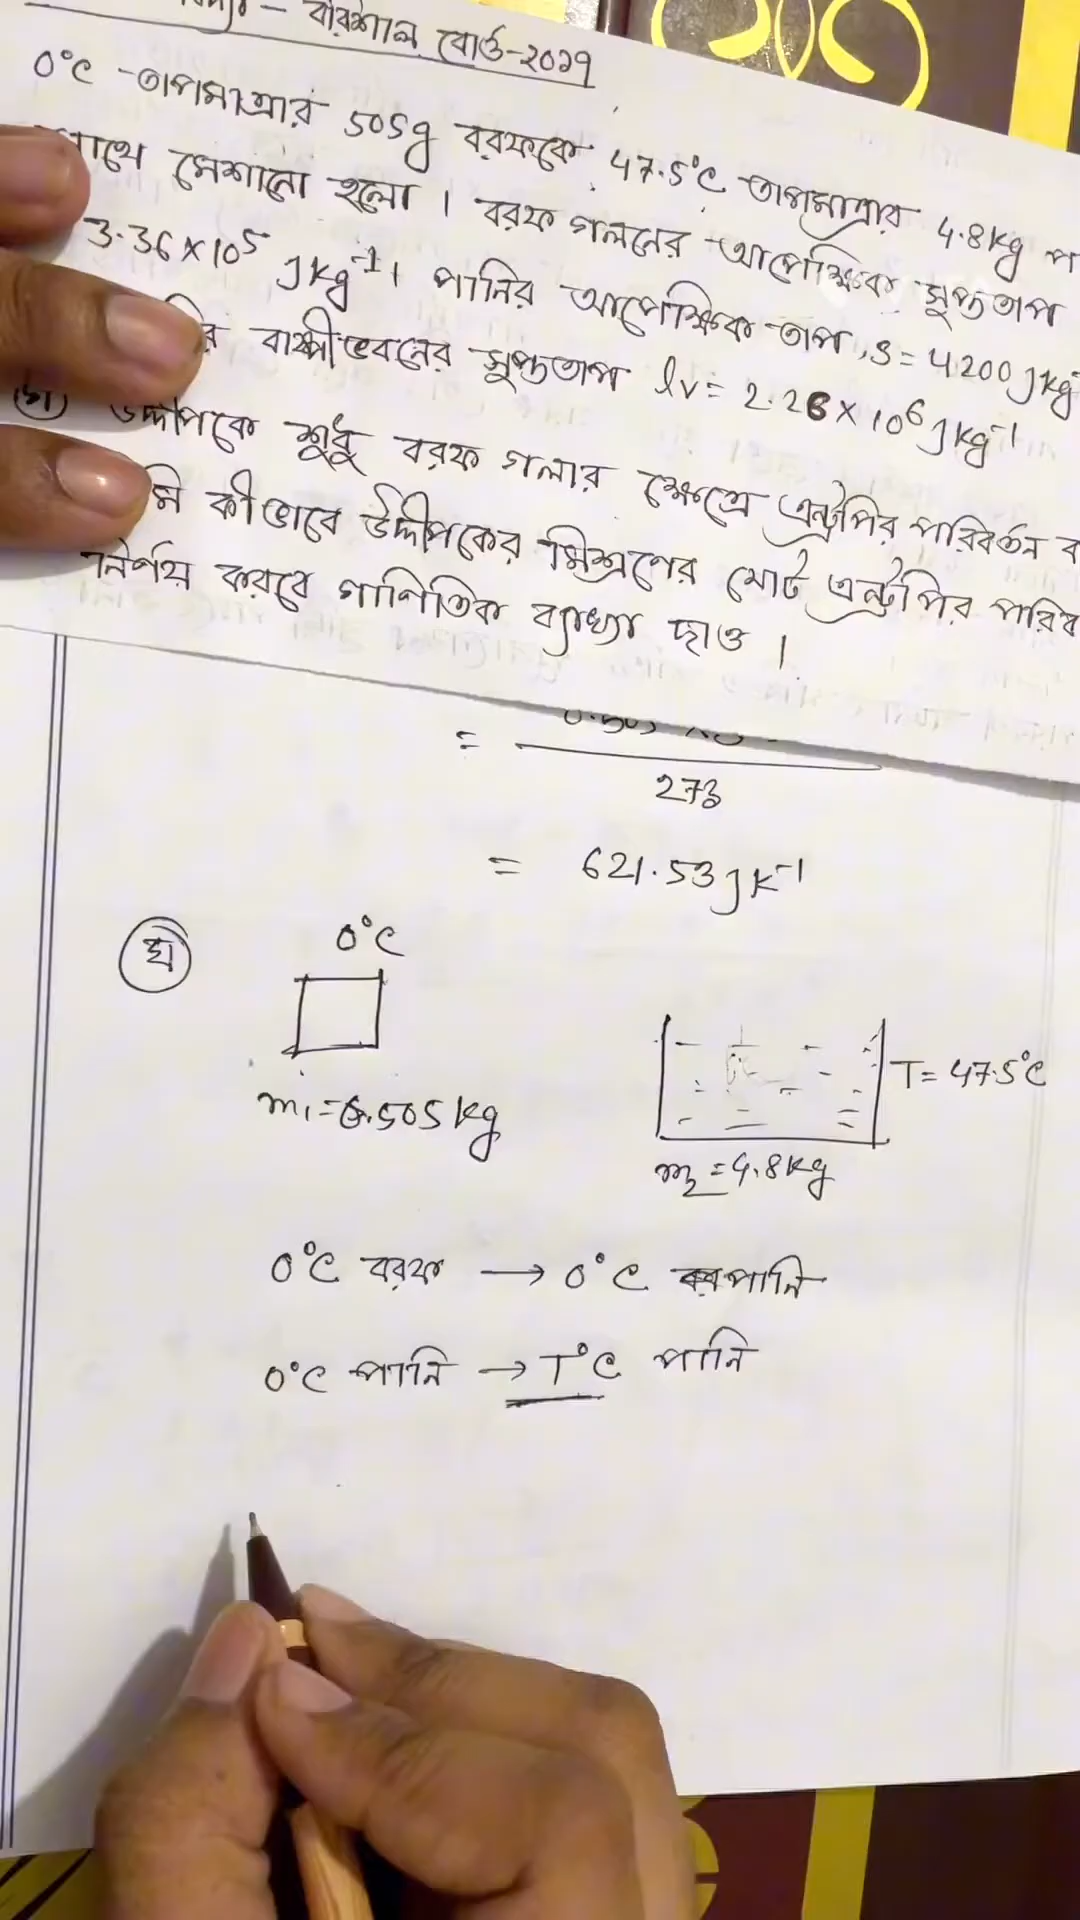 – বরিশাল বোর্ড-২০১৭
0°C তাপমাত্রার 505g বরফকে 47.5°C তাপমাত্রার 4.8kg
সাথে মেশানো হলো । বরফ গলনের আপেক্ষিক সুপ্ততাপ
3.36×10⁵ Jkg⁻¹। পানির আপেক্ষিক তাপ, S = 4200 Jkg
বাষ্পীভবনের সুপ্ততাপ lv = 2.26×10⁶ Jkg⁻¹
উদ্দীপকে শুধু বরফ গলার ক্ষেত্রে এন্ট্রপির পরিবর্তন
কীভাবে উদ্দীপকের মিশ্রণের মোট এন্ট্রপির
নির্ণয় করবে গাণিতিক ব্যাখ্যা দাও ।
=
273
= 621.53 JK⁻¹
ঘ 0°C
T = 47.5°C
m₁ = 0.505 kg
m₂ = 4.8kg
0°C বরফ → 0°C পানি
0°C পানি → T°C পানি